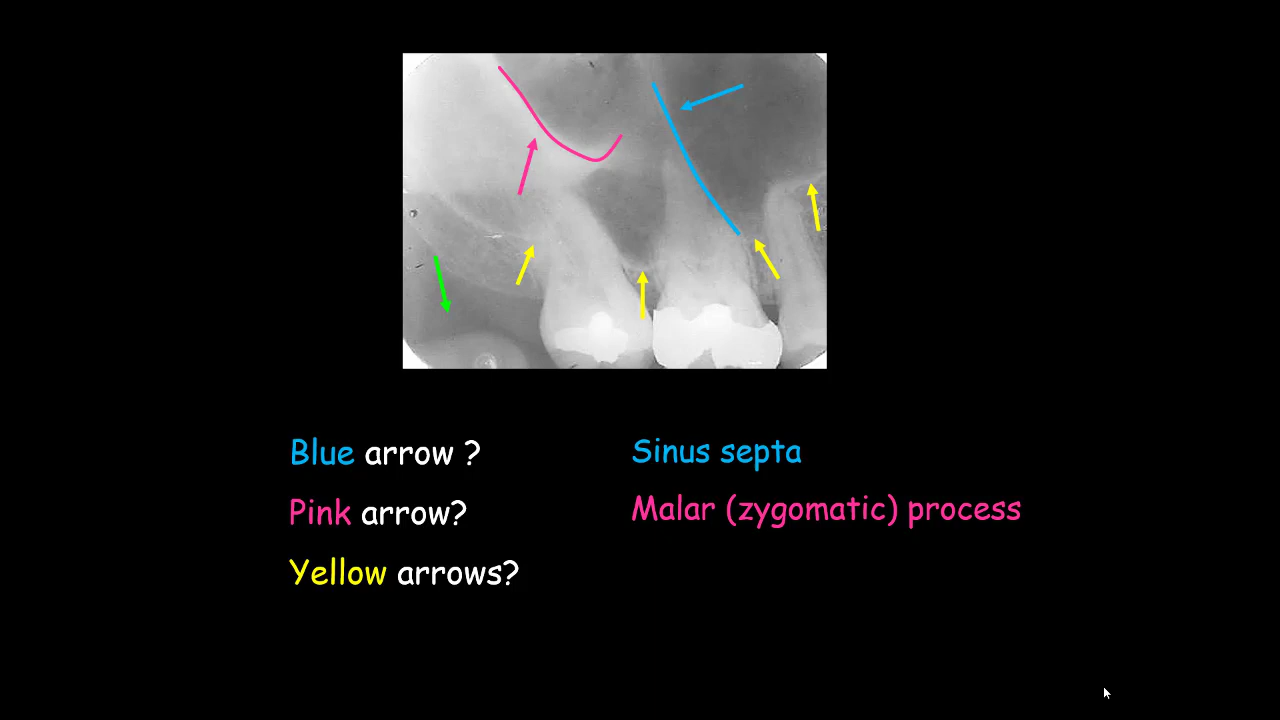 Blue arrow ? Sinus septa
Pink arrow? Malar (zygomatic) process
Yellow arrows?